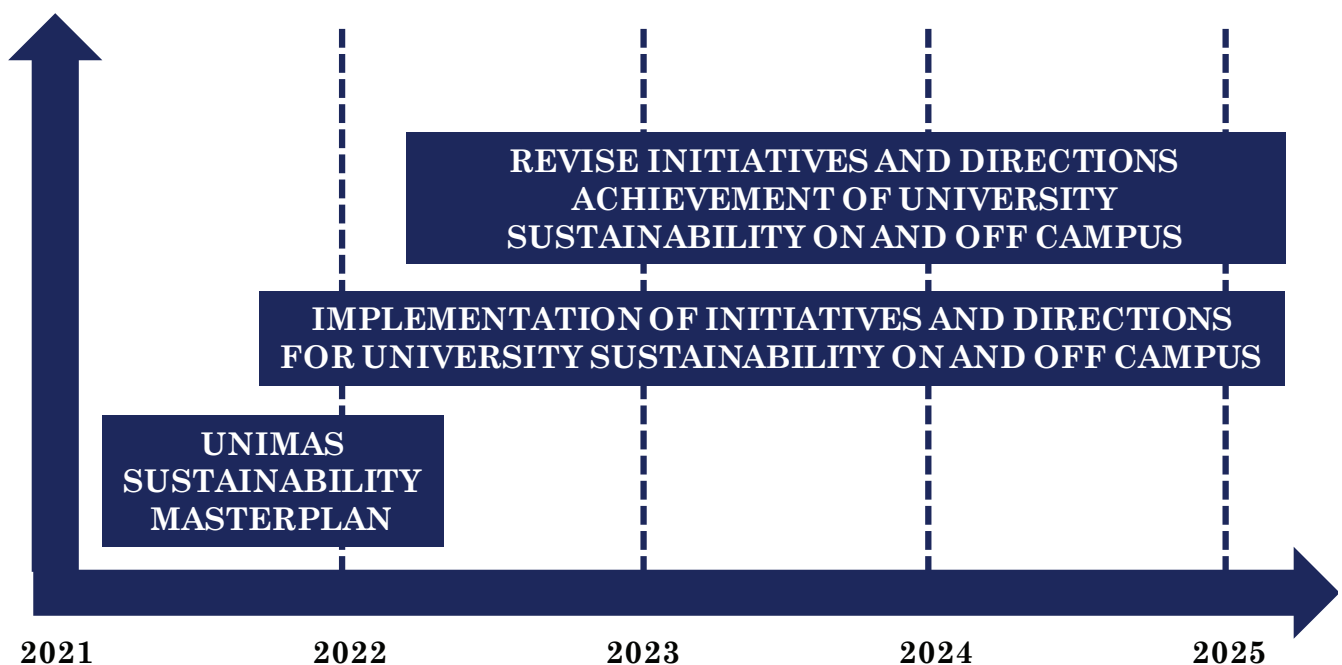 REVISE INITIATIVES AND DIRECTIONS
ACHIEVEMENT OF UNIVERSITY
SUSTAINABILITY ON AND OFF CAMPUS
IMPLEMENTATION OF INITIATIVES AND DIRECTIONS
FOR UNIVERSITY SUSTAINABILITY ON AND OFF CAMPUS
UNIMAS
SUSTAINABILITY
MASTERPLAN
2021 2022 2023 2024 2025